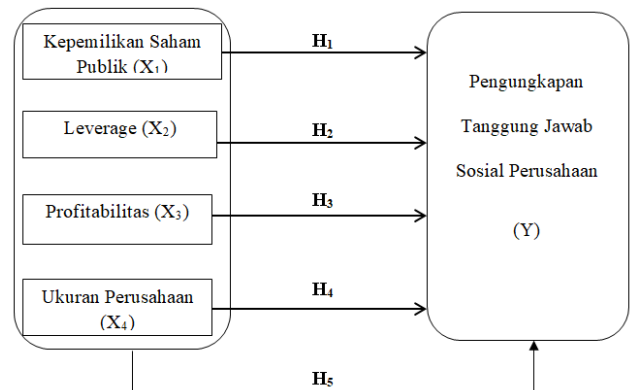 Kepemilikan Saham
Publik (X₁)
H₁
Leverage (X₂)
H₂
Profitabilitas (X₃)
H₃
Ukuran Perusahaan
(X₄)
H₄
Pengungkapan
Tanggung Jawab
Sosial Perusahaan
(Y)
H₅